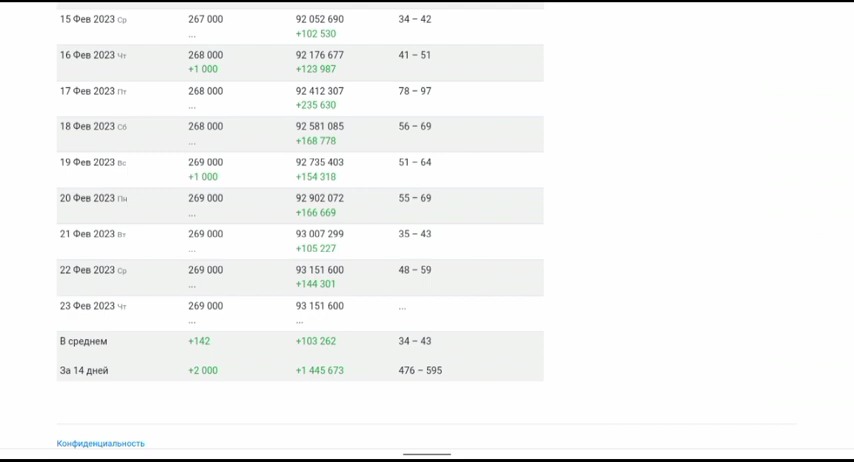 15 Фев 2023 Ср 267 000 92 052 690 34 – 42
... +102 530
16 Фев 2023 Чт 268 000 92 176 677 41 – 51
+1 000 +123 987
17 Фев 2023 Пт 268 000 92 412 307 78 – 97
... +235 630
18 Фев 2023 Сб 268 000 92 581 085 56 – 69
... +168 778
19 Фев 2023 Вс 269 000 92 735 403 51 – 64
+1 000 +154 318
20 Фев 2023 Пн 269 000 92 902 072 55 – 69
... +166 669
21 Фев 2023 Вт 269 000 93 007 299 35 – 43
... +105 227
22 Фев 2023 Ср 269 000 93 151 600 48 – 59
... +144 301
23 Фев 2023 Чт 269 000 93 151 600 ...
... ...
В среднем +142 +103 262 34 – 43
За 14 дней +2 000 +1 445 673 476 – 595
Конфиденциальность